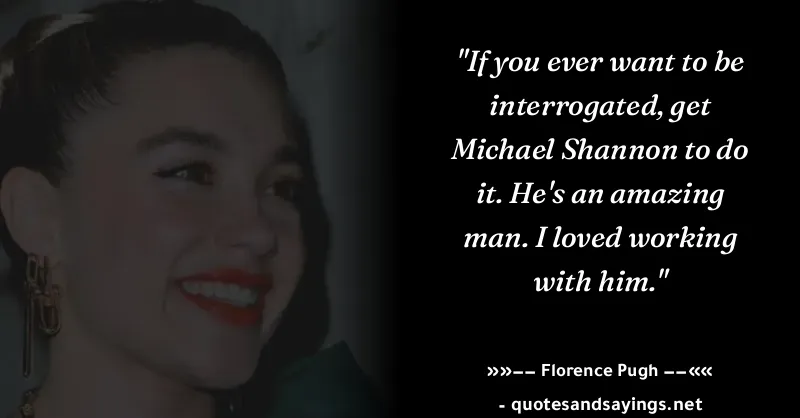 "If you ever want to be
interrogated, get
Michael Shannon to do
it. He's an amazing
man. I loved working
with him."
»»−− Florence Pugh −−««
- quotesandsayings.net